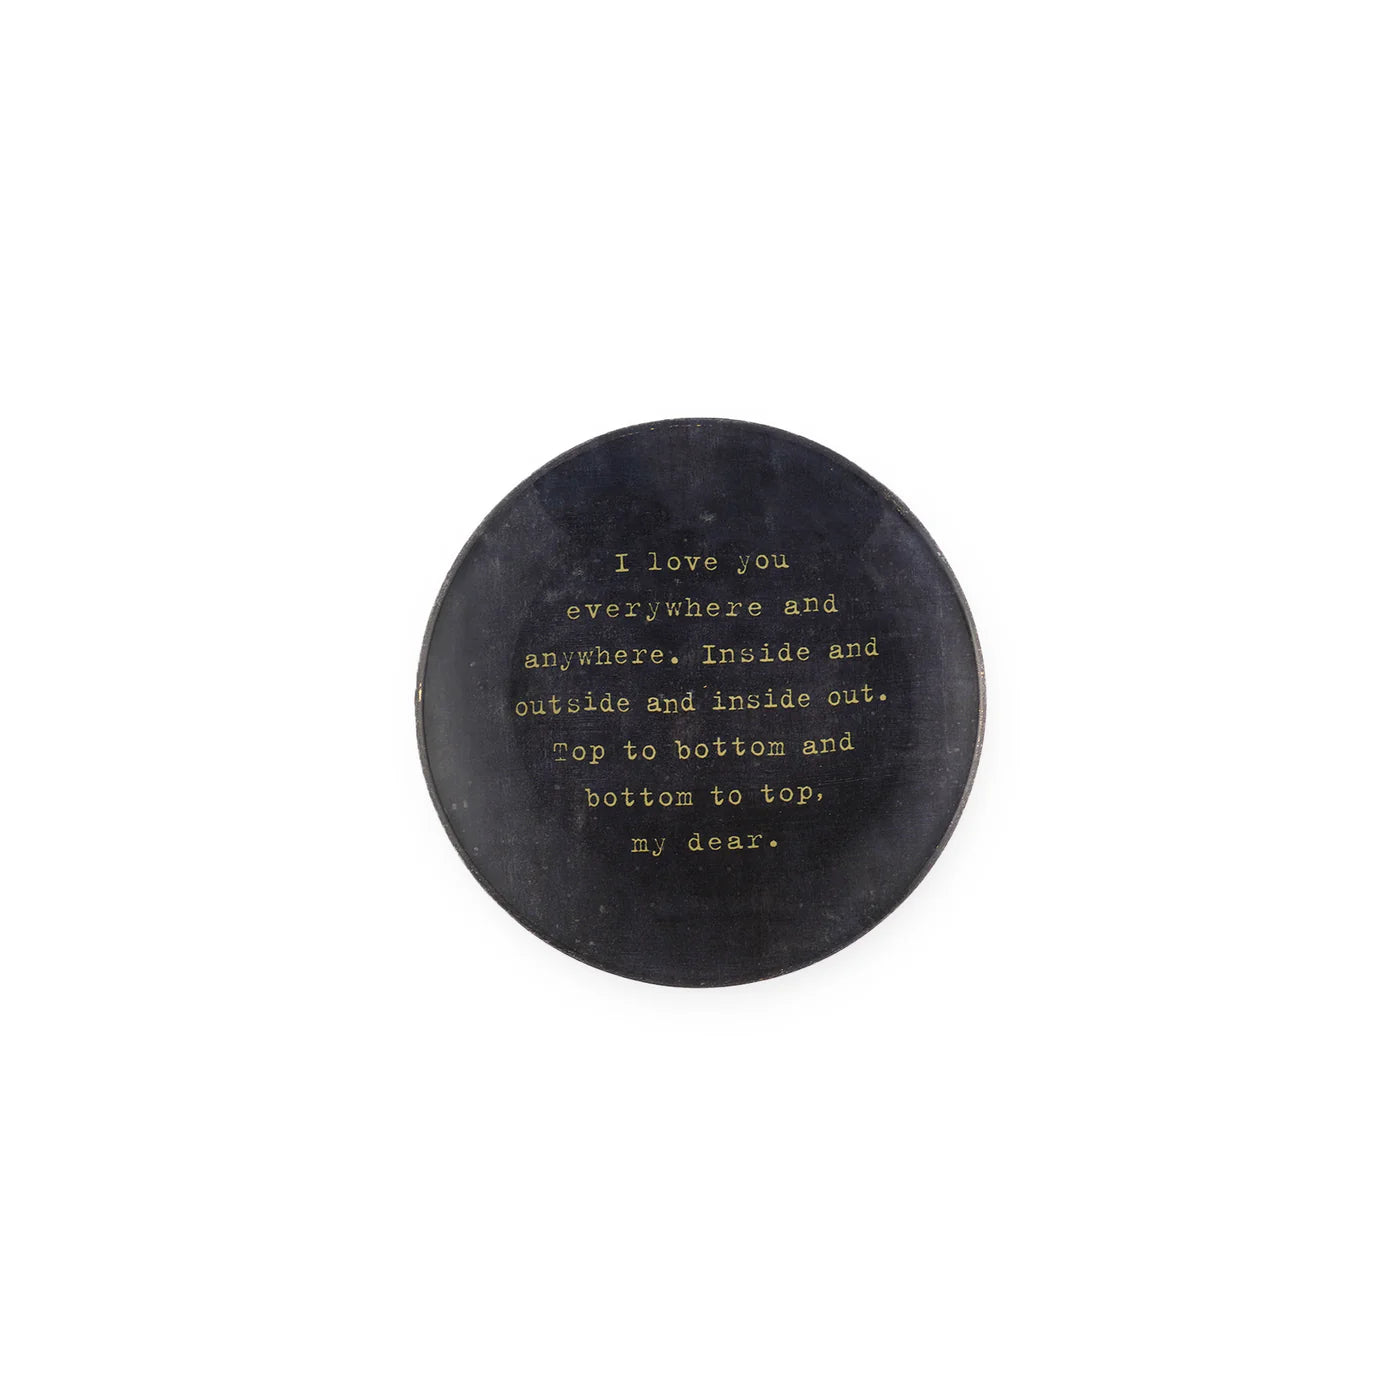 I love you
everywhere and
anywhere. Inside and
outside and inside out.
Top to bottom and
bottom to top,
my dear.